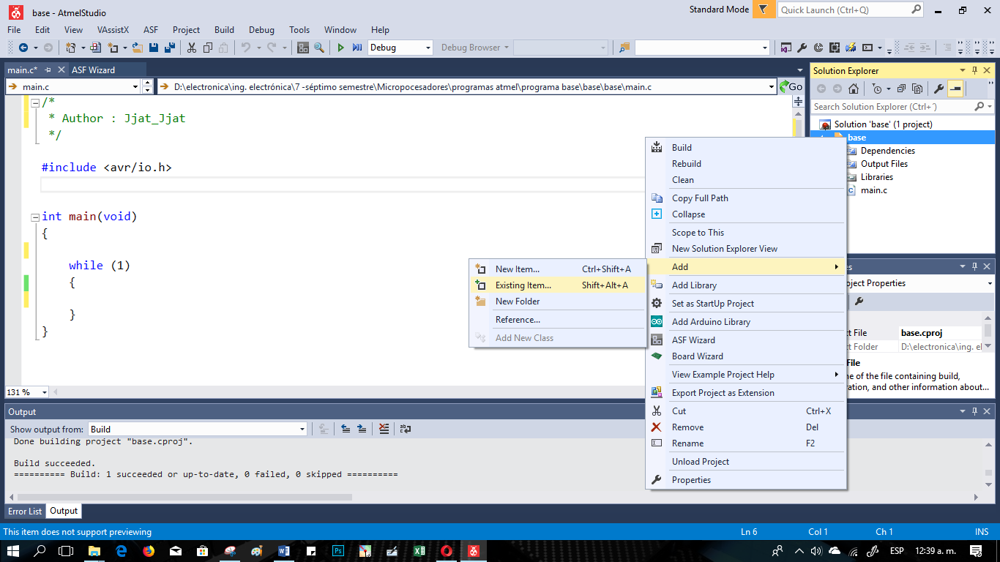 base - AtmelStudio
Standard Mode
Quick Launch (Ctrl+Q)
File Edit View VAssistX ASF Project Build Debug Tools Window Help
Debug
Debug Browser
main.c*
ASF Wizard
main.c
D:\electronica\ing. electrónica\7 -séptimo semestre\Micropocesadores\programas atmel\programa base\base\base\main.c
Go
/*
* Author : Jjat_Jjat
*/
#include <avr/io.h>
int main(void)
{
while (1)
{
}
}
131 %
Solution Explorer
Search Solution Explorer (Ctrl+´)
Solution 'base' (1 project)
base
Dependencies
Output Files
Libraries
main.c
Build
Rebuild
Clean
Copy Full Path
Collapse
Scope to This
New Solution Explorer View
Add
Add Library
Set as StartUp Project
Add Arduino Library
ASF Wizard
Board Wizard
View Example Project Help
Export Project as Extension
Cut Ctrl+X
Remove Del
Rename F2
Unload Project
Properties
New Item... Ctrl+Shift+A
Existing Item... Shift+Alt+A
New Folder
Reference...
Add New Class
es
oject Properties
ct File base.cproj
ct Folder D:\electronica\ing. el
File
ne of the file containing build,
ration, and other information about...
Output
Show output from: Build
Done building project "base.cproj".
Build succeeded.
========== Build: 1 succeeded or up-to-date, 0 failed, 0 skipped ==========
Error List
Output
This item does not support previewing
Ln 6
Col 1
Ch 1
INS
ESP
12:39 a. m.